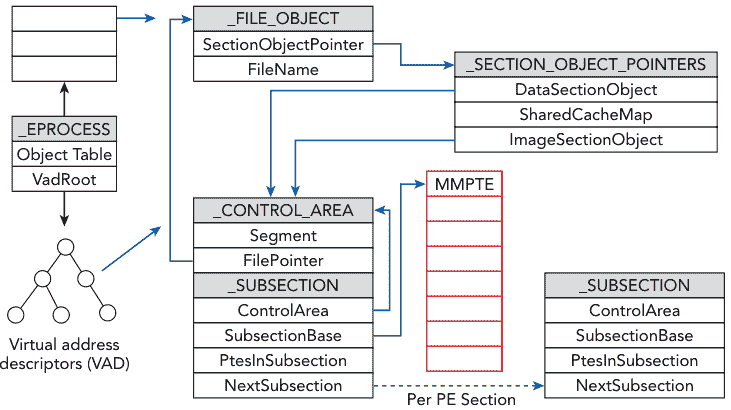 _FILE_OBJECT
SectionObjectPointer
FileName
_SECTION_OBJECT_POINTERS
DataSectionObject
SharedCacheMap
ImageSectionObject
_EPROCESS
Object Table
VadRoot
MMPTE
_CONTROL_AREA
Segment
FilePointer
_SUBSECTION
ControlArea
SubsectionBase
PtesInSubsection
NextSubsection
_SUBSECTION
ControlArea
SubsectionBase
PtesInSubsection
NextSubsection
Virtual address
descriptors (VAD)
Per PE Section